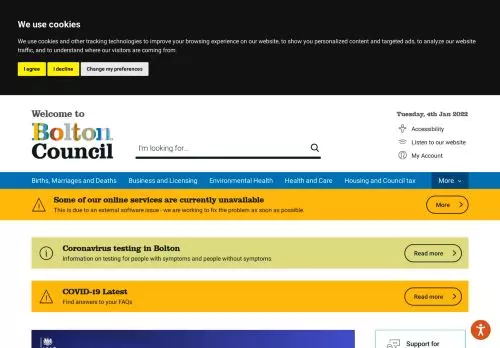 We use cookies
We use cookies and other tracking technologies to improve your browsing experience on our website, to show you personalized content and targeted ads, to analyze our website
traffic, and to understand where our visitors are coming from.
I agree
I decline
Change my preferences
Welcome to
Bolton
Council
I'm looking for...
Tuesday, 4th Jan 2022
Accessibility
Listen to our website
My Account
Births, Marriages and Deaths
Business and Licensing
Environmental Health
Health and Care
Housing and Council tax
More
Some of our online services are currently unavailable
This is due to an external software issue - we are working to fix the problem as soon as possible.
More
Coronavirus testing in Bolton
Information on testing for people with symptoms and people without symptoms.
Read more
COVID-19 Latest
Find answers to your FAQs
Read more
Support for